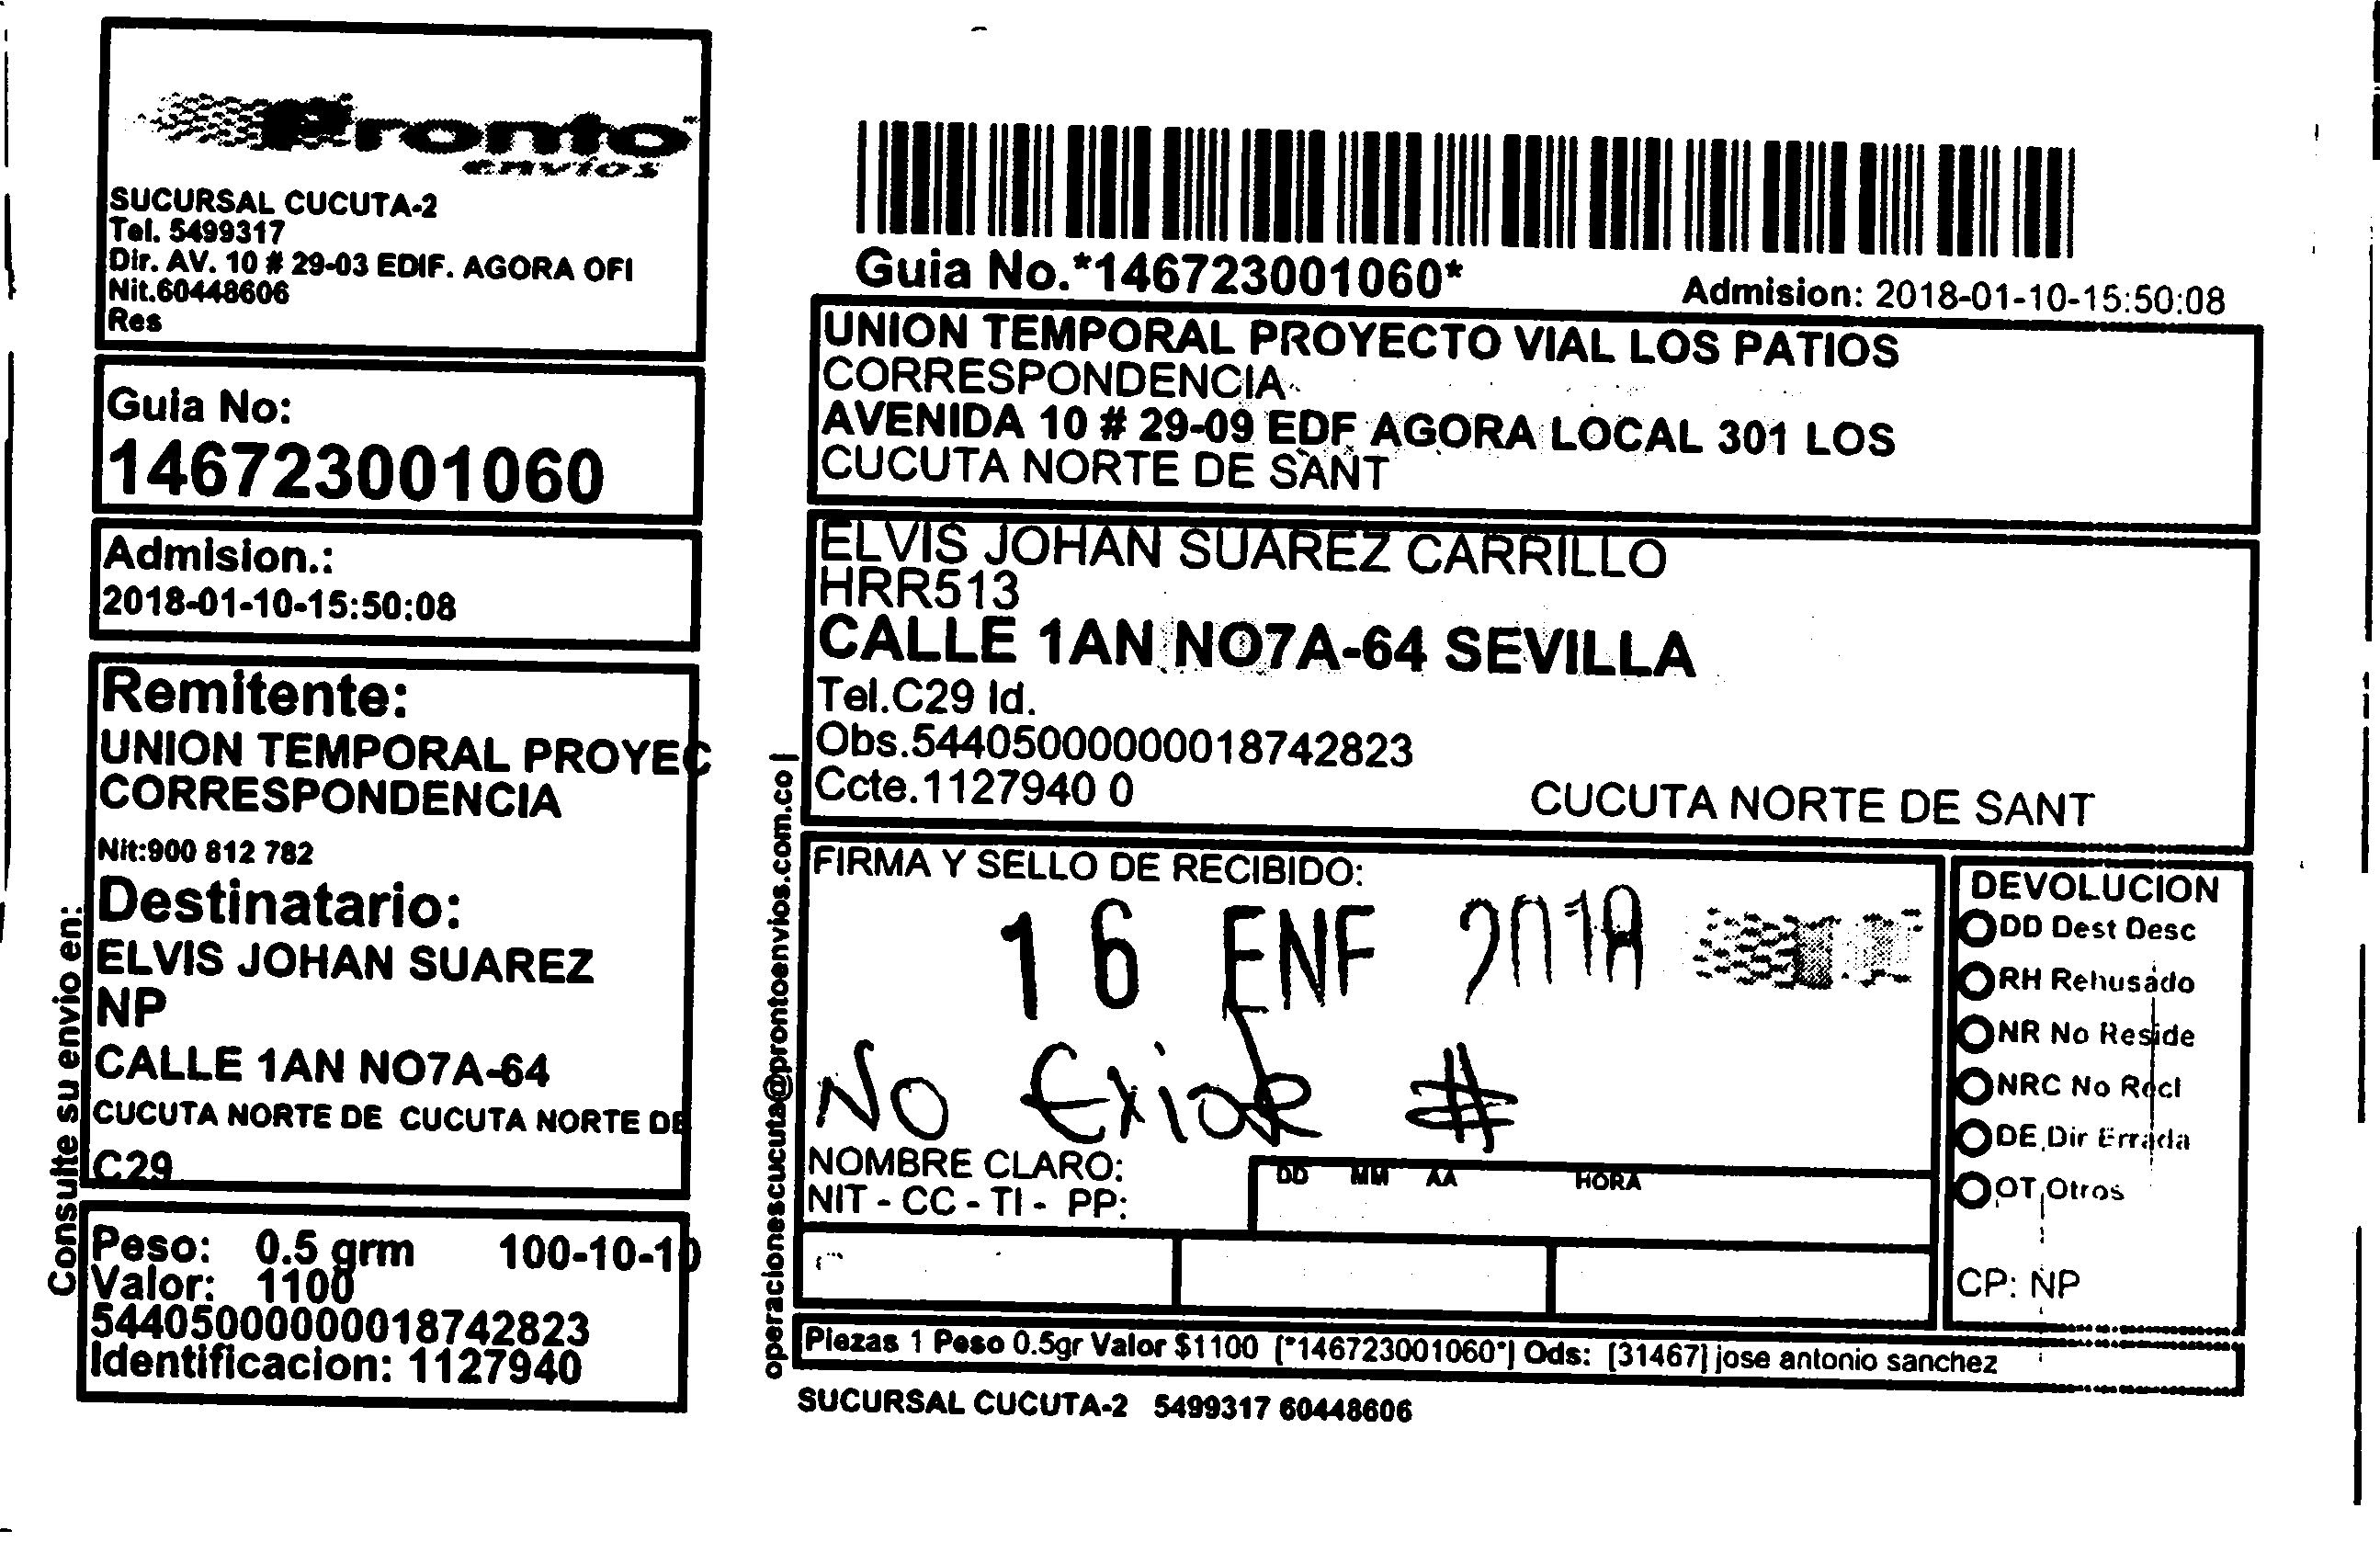 Pronto
envios
SUCURSAL CUCUTA-2
Tel. 5499317
Dir. AV. 10 # 29-03 EDIF. AGORA OFI
Nit.60448606
Res
Guia No:
146723001060
Admision.:
2018-01-10-15:50:08
Remitente:
UNION TEMPORAL PROYEC
CORRESPONDENCIA
Nit:900 812 782
Destinatario:
ELVIS JOHAN SUAREZ
NP
CALLE 1AN NO7A-64
CUCUTA NORTE DE CUCUTA NORTE DE
C29
Peso: 0.5 grm 100-10-10
Valor: 1100
544050000000018742823
Identificacion: 1127940
Consulte su envio en:
operacionescucuta@prontoenvios.com.co |
Guia No.*146723001060*
Admision: 2018-01-10-15:50:08
UNION TEMPORAL PROYECTO VIAL LOS PATIOS
CORRESPONDENCIA
AVENIDA 10 # 29-09 EDF AGORA LOCAL 301 LOS
CUCUTA NORTE DE SANT
ELVIS JOHAN SUAREZ CARRILLO
HRR513
CALLE 1AN NO7A-64 SEVILLA
Tel.C29 Id.
Obs.544050000000018742823
Ccte.1127940 0
CUCUTA NORTE DE SANT
FIRMA Y SELLO DE RECIBIDO:
16 ENE 2018
No Existe #
NOMBRE CLARO:
NIT - CC - TI - PP:
DD MM AA HORA
DEVOLUCION
DD Dest Desc
RH Rehusado
NR No Reside
NRC No Recl
DE Dir Errada
OT Otros
CP: NP
Piezas 1 Peso 0.5gr Valor $1100 [*146723001060*] Ods: [31467] jose antonio sanchez
SUCURSAL CUCUTA-2 5499317 60448606